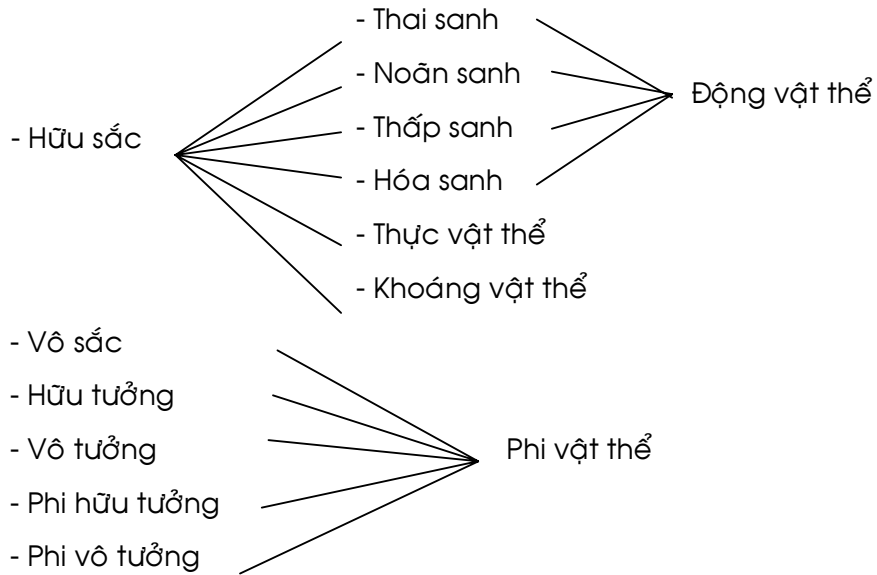 - Thai sanh
- Noãn sanh
Động vật thể
- Thấp sanh
- Hữu sắc
- Hóa sanh
- Thực vật thể
- Khoáng vật thể
- Vô sắc
- Hữu tưởng
- Vô tưởng
Phi vật thể
- Phi hữu tưởng
- Phi vô tưởng